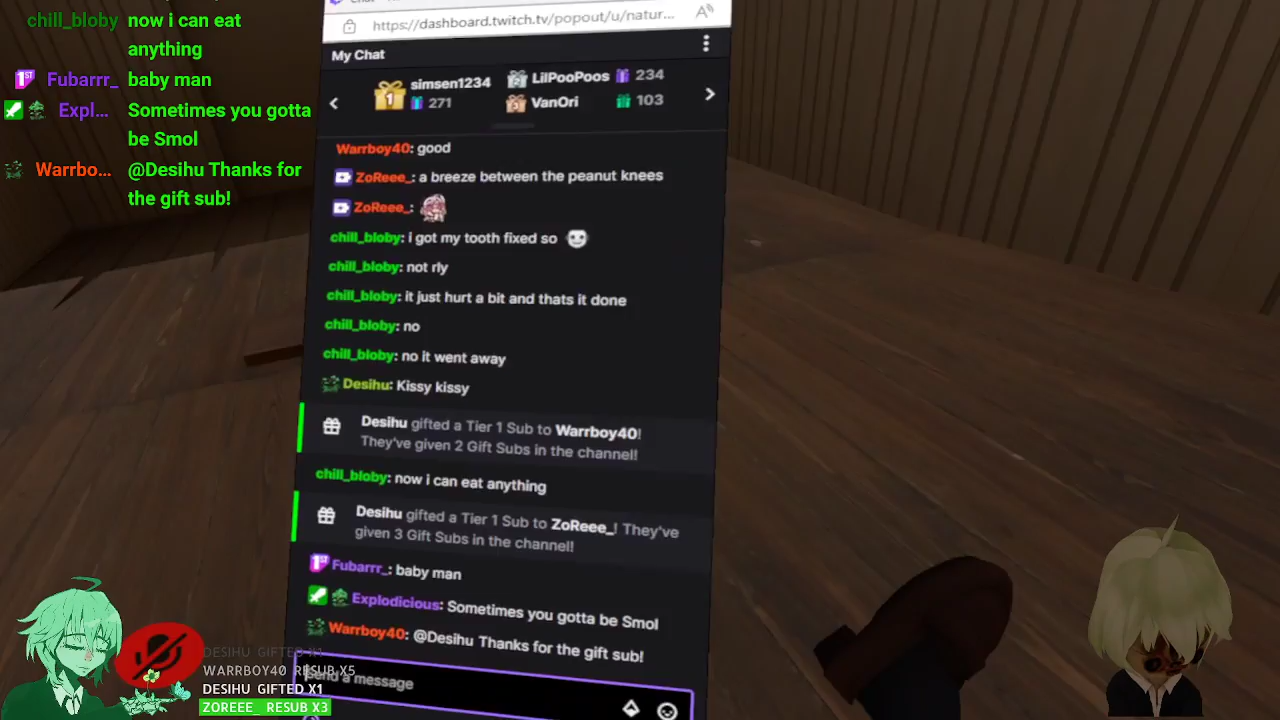 chill_bloby now i can eat
anything
Fubarrr_ baby man
Expl... Sometimes you gotta
be Smol
Warrbo... @Desihu Thanks for
the gift sub!
https://dashboard.twitch.tv/popout/u/natur...
My Chat
simsen1234
271
LilPooPoos 234
VanOri 103
Warrboy40: good
ZoReee_: a breeze between the peanut knees
ZoReee_:
chill_bloby: i got my tooth fixed so
chill_bloby: not rly
chill_bloby: it just hurt a bit and thats it done
chill_bloby: no
chill_bloby: no it went away
Desihu: Kissy kissy
Desihu gifted a Tier 1 Sub to Warrboy40!
They've given 2 Gift Subs in the channel!
chill_bloby: now i can eat anything
Desihu gifted a Tier 1 Sub to ZoReee_! They've
given 3 Gift Subs in the channel!
Fubarrr_: baby man
Explodicious: Sometimes you gotta be Smol
Warrboy40: @Desihu Thanks for the gift sub!
Send a message
DESIHU GIFTED X1
WARRBOY40 RESUB X5
DESIHU GIFTED X1
ZOREEE_ RESUB X3